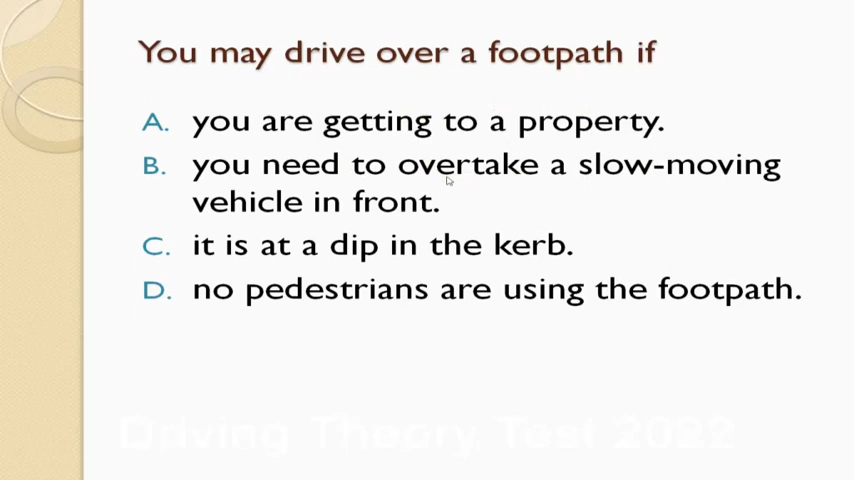 You may drive over a footpath if
A. you are getting to a property.
B. you need to overtake a slow-moving
vehicle in front.
C. it is at a dip in the kerb.
D. no pedestrians are using the footpath.
Driving Theory Test 2022